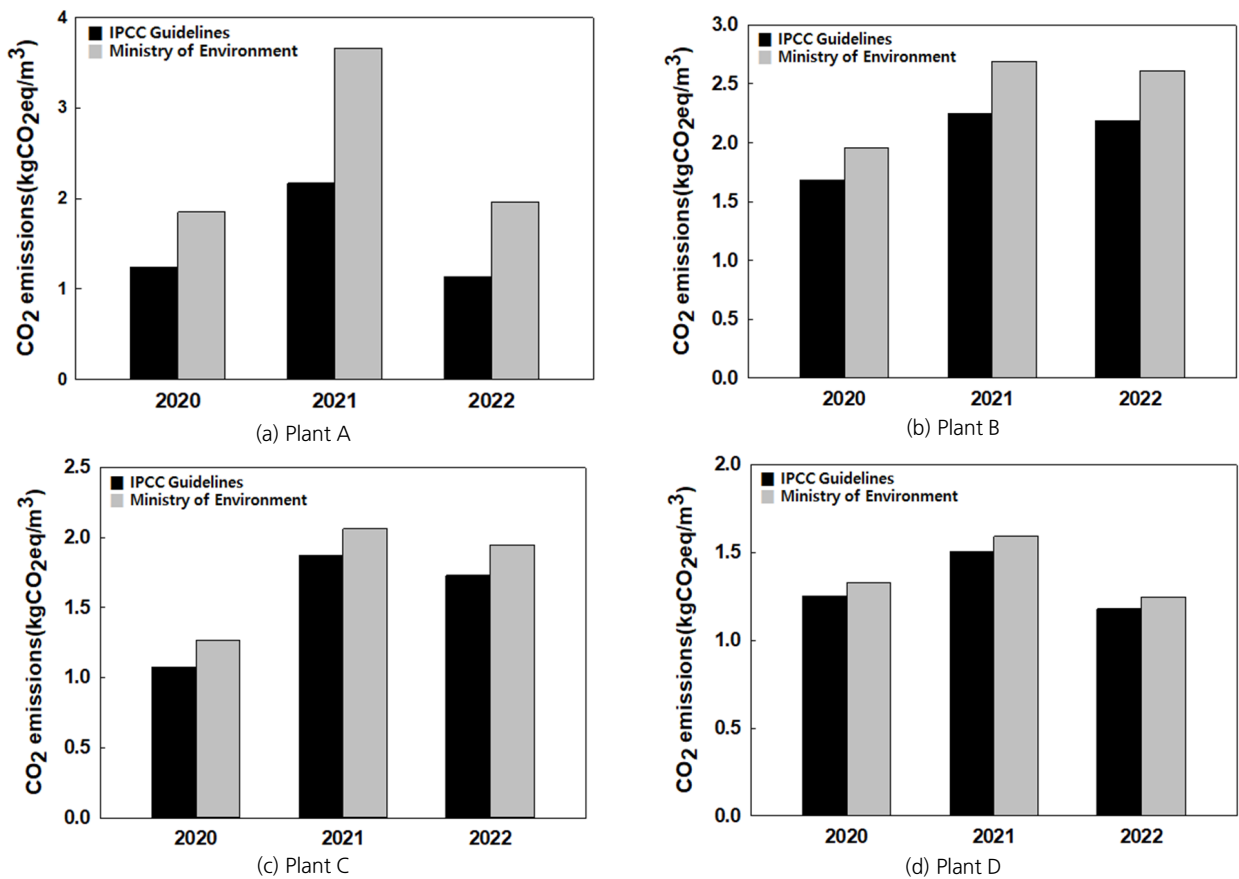 CO2 emissions(kgCO2eq/m3)
4
3
2
1
0
IPCC Guidelines
Ministry of Environment
2020 2021 2022
(a) Plant A
CO2 emissions(kgCO2eq/m3)
3.0
2.5
2.0
1.5
1.0
0.5
0.0
IPCC Guidelines
Ministry of Environment
2020 2021 2022
(b) Plant B
CO2 emissions(kgCO2eq/m3)
2.5
2.0
1.5
1.0
0.5
0.0
IPCC Guidelines
Ministry of Environment
2020 2021 2022
(c) Plant C
CO2 emissions(kgCO2eq/m3)
2.0
1.5
1.0
0.5
0.0
IPCC Guidelines
Ministry of Environment
2020 2021 2022
(d) Plant D